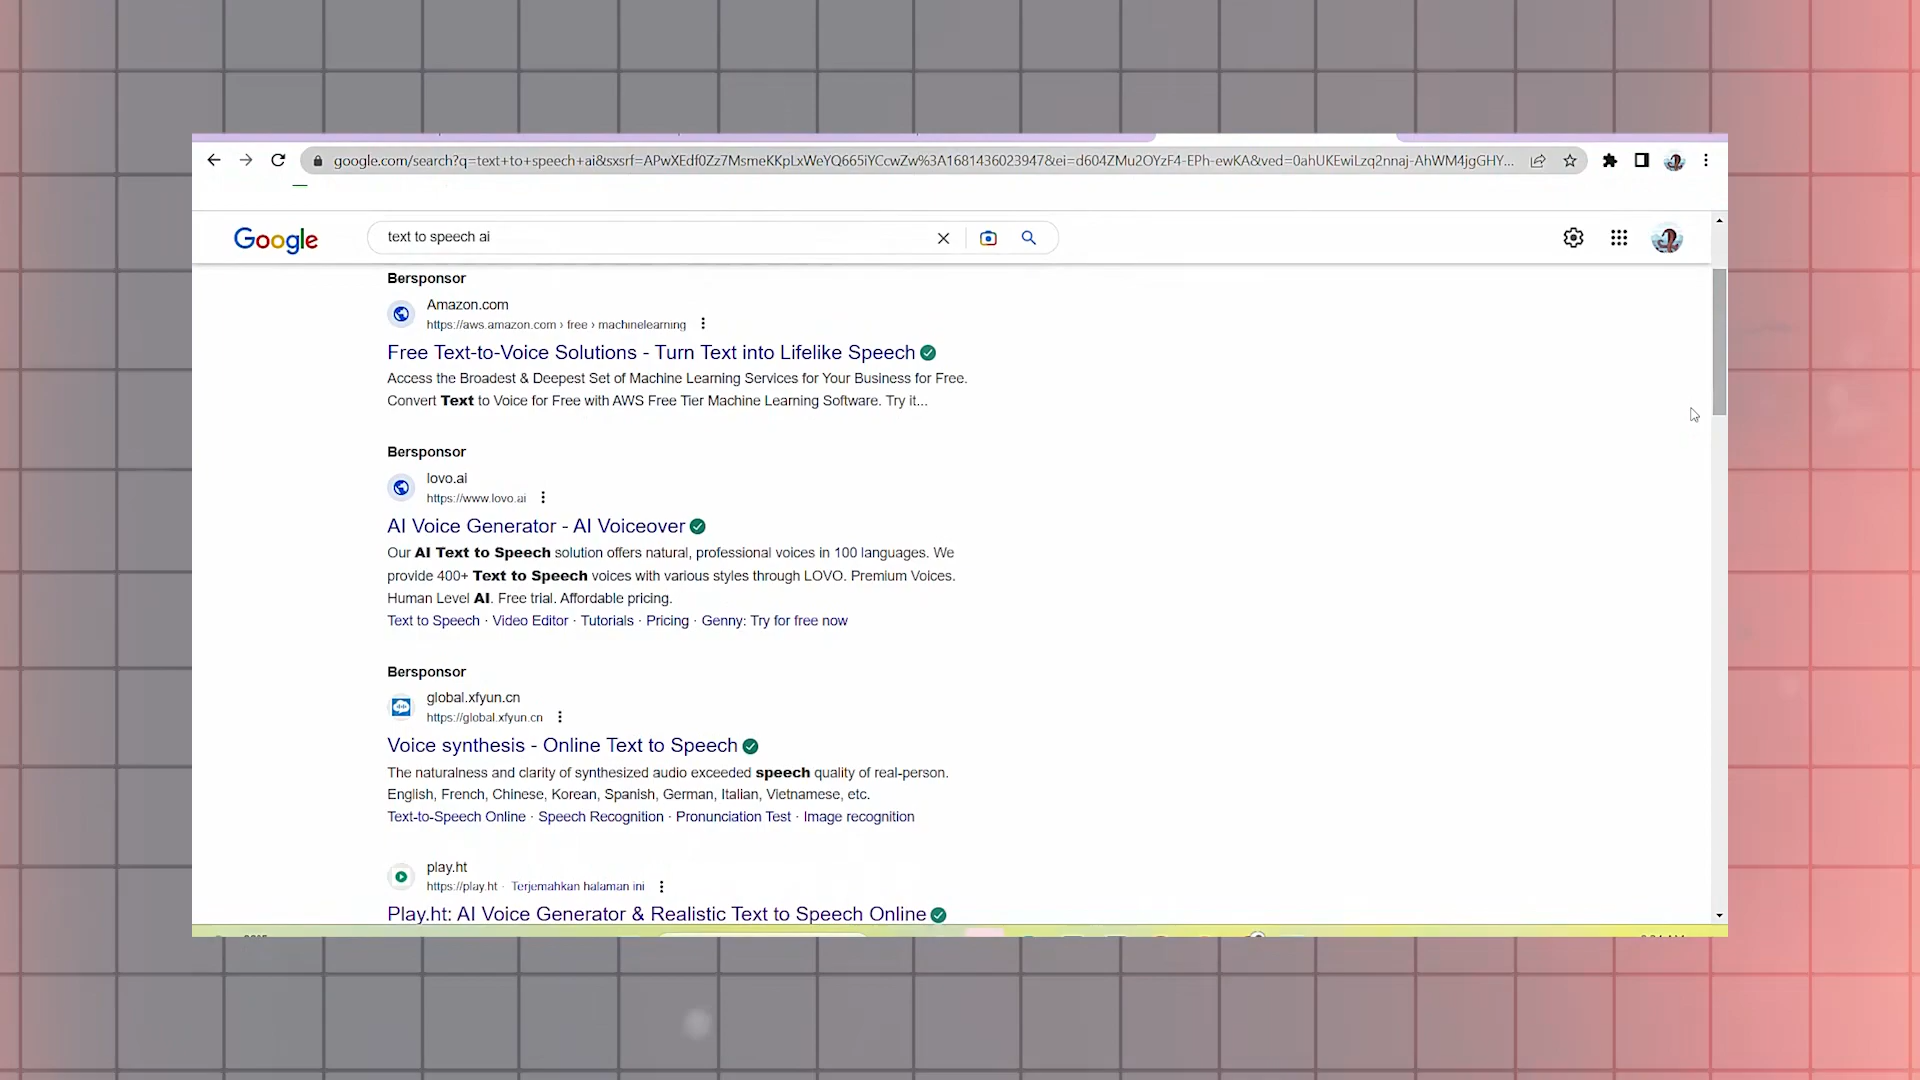 google.com/search?q=text+to+speech+ai&sxsrf=APwXEdf0Zz7MsmeKKpLxWeYQ665iYCcwZw%3A1681436023947&ei=d604ZMu2OYzF4-EPh-ewKA&ved=0ahUKEwiLzq2nnaj-AhWM4jgGHY...
Google
text to speech ai
Bersponsor
Amazon.com
https://aws.amazon.com › free › machinelearning
Free Text-to-Voice Solutions - Turn Text into Lifelike Speech
Access the Broadest & Deepest Set of Machine Learning Services for Your Business for Free.
Convert Text to Voice for Free with AWS Free Tier Machine Learning Software. Try it...
Bersponsor
lovo.ai
https://www.lovo.ai
AI Voice Generator - AI Voiceover
Our AI Text to Speech solution offers natural, professional voices in 100 languages. We
provide 400+ Text to Speech voices with various styles through LOVO. Premium Voices.
Human Level AI. Free trial. Affordable pricing.
Text to Speech · Video Editor · Tutorials · Pricing · Genny: Try for free now
Bersponsor
global.xfyun.cn
https://global.xfyun.cn
Voice synthesis - Online Text to Speech
The naturalness and clarity of synthesized audio exceeded speech quality of real-person.
English, French, Chinese, Korean, Spanish, German, Italian, Vietnamese, etc.
Text-to-Speech Online · Speech Recognition · Pronunciation Test · Image recognition
play.ht
https://play.ht · Terjemahkan halaman ini
Play.ht: AI Voice Generator & Realistic Text to Speech Online